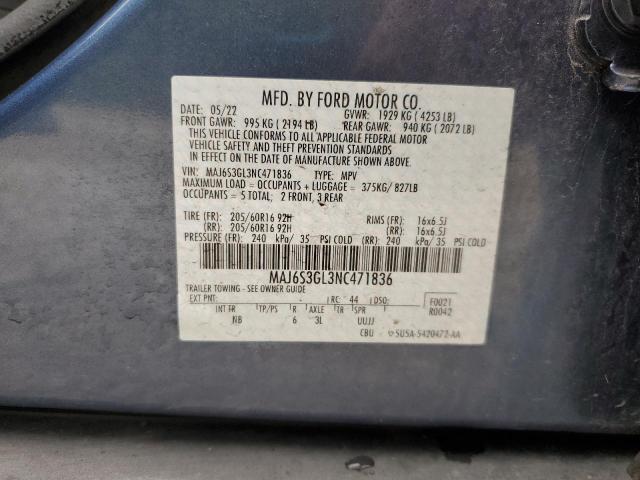 MFD. BY FORD MOTOR CO.
DATE: 05/22 GVWR: 1929 KG ( 4253 LB)
FRONT GAWR: 995 KG ( 2194 LB) REAR GAWR: 940 KG ( 2072 LB)
THIS VEHICLE CONFORMS TO ALL APPLICABLE FEDERAL MOTOR
VEHICLE SAFETY AND THEFT PREVENTION STANDARDS
IN EFFECT ON THE DATE OF MANUFACTURE SHOWN ABOVE.
VIN: MAJ6S3GL3NC471836 TYPE: MPV
MAXIMUM LOAD = OCCUPANTS + LUGGAGE = 375KG/ 827LB
OCCUPANTS = 5 TOTAL; 2 FRONT, 3 REAR
TIRE (FR): 205/60R16 92H RIMS (FR): 16x6.5J
(RR): 205/60R16 92H (RR): 16x6.5J
PRESSURE (FR): 240 kPa/ 35 PSI COLD (RR): 240 kPa/ 35 PSI COLD
MAJ6S3GL3NC471836
TRAILER TOWING - SEE OWNER GUIDE
EXT PNT: RC: 44 DSO: F0021
INT FR TP/PS R AXLE TR SPR R0042
NB 6 3L UUJJ
CBU 5U5A-5420472-AA